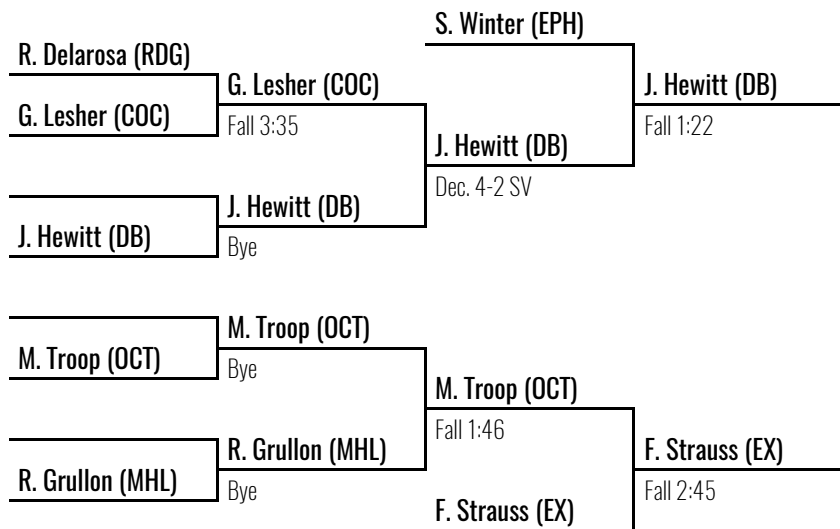 S. Winter (EPH)
R. Delarosa (RDG)
G. Lesher (COC)
J. Hewitt (DB)
G. Lesher (COC)
Fall 3:35
Fall 1:22
J. Hewitt (DB)
Dec. 4-2 SV
J. Hewitt (DB)
J. Hewitt (DB)
Bye
M. Troop (OCT)
M. Troop (OCT)
Bye
M. Troop (OCT)
Fall 1:46
R. Grullon (MHL)
F. Strauss (EX)
R. Grullon (MHL)
Bye
Fall 2:45
F. Strauss (EX)